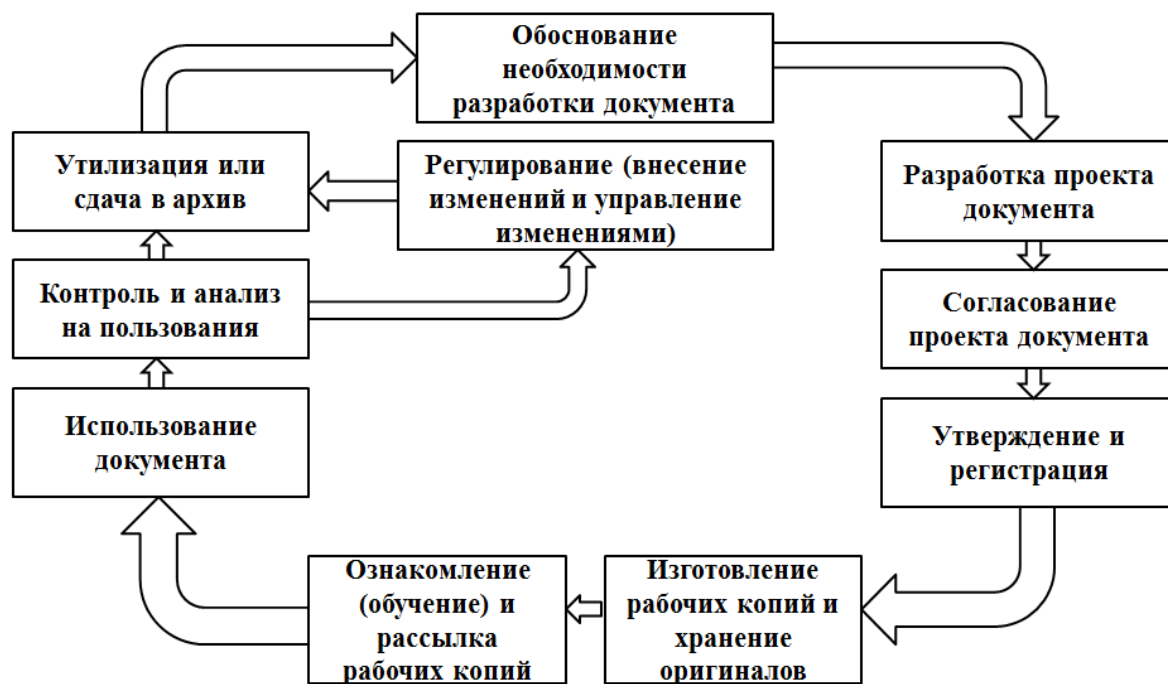 Обоснование
необходимости
разработки документа
Утилизация или
сдача в архив
Регулирование (внесение
изменений и управление
изменениями)
Разработка проекта
документа
Контроль и анализ
на пользования
Согласование
проекта документа
Использование
документа
Утверждение и
регистрация
Ознакомление
(обучение) и
рассылка
рабочих копий
Изготовление
рабочих копий и
хранение
оригиналов